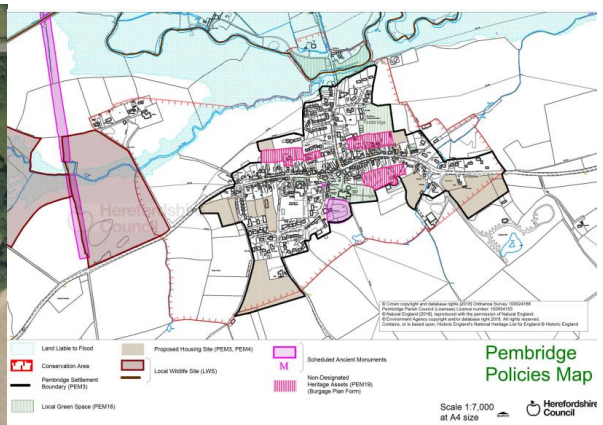 Herefordshire
Council
© Crown copyright and database rights [2018] Ordnance Survey 100024168
Pembridge Parish Council (Licensee) License number: 100054153
© Natural England [2018], reproduced with the permission of Natural England.
© Environment Agency copyright and/or database right 2018. All rights reserved.
Contains, or is based upon, Historic England's National Heritage List for England © Historic England
Land Liable to Flood
Conservation Area
Pembridge Settlement
Boundary (PEM3)
Local Green Space (PEM16)
Proposed Housing Site (PEM3, PEM4)
Local Wildlife Site (LWS)
M
Scheduled Ancient Monuments
Non-Designated
Heritage Assets (PEM19)
(Burgage Plan Form)
Pembridge
Policies Map
Scale 1:7,000
at A4 size
Herefordshire
Council